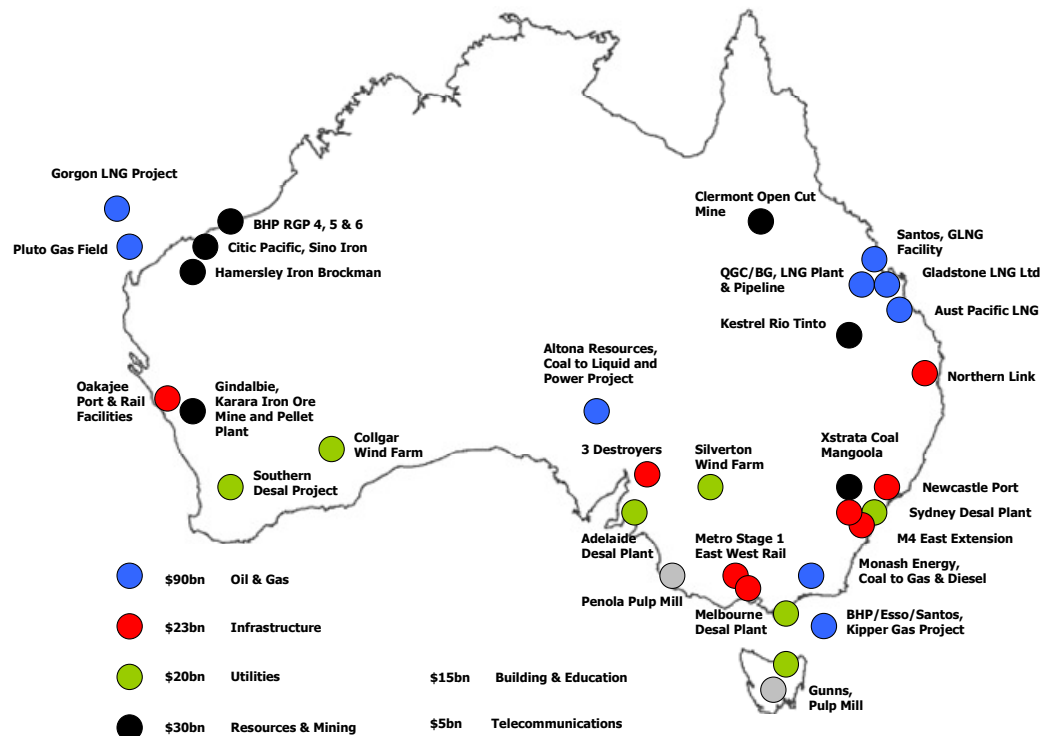 Gorgon LNG Project
Pluto Gas Field
BHP RGP 4, 5 & 6
Citic Pacific, Sino Iron
Hamersley Iron Brockman
Clermont Open Cut
Mine
Santos, GLNG
Facility
QGC/BG, LNG Plant
& Pipeline
Gladstone LNG Ltd
Aust Pacific LNG
Kestrel Rio Tinto
Northern Link
Altona Resources,
Coal to Liquid and
Power Project
Oakajee
Port & Rail
Facilities
Gindalbie,
Karara Iron Ore
Mine and Pellet
Plant
Collgar
Wind Farm
Southern
Desal Project
3 Destroyers
Silverton
Wind Farm
Xstrata Coal
Mangoola
Newcastle Port
Sydney Desal Plant
M4 East Extension
Adelaide
Desal Plant
Metro Stage 1
East West Rail
Monash Energy,
Coal to Gas & Diesel
Penola Pulp Mill
Melbourne
Desal Plant
BHP/Esso/Santos,
Kipper Gas Project
Gunns,
Pulp Mill
$90bn Oil & Gas
$23bn Infrastructure
$20bn Utilities
$30bn Resources & Mining
$15bn Building & Education
$5bn Telecommunications